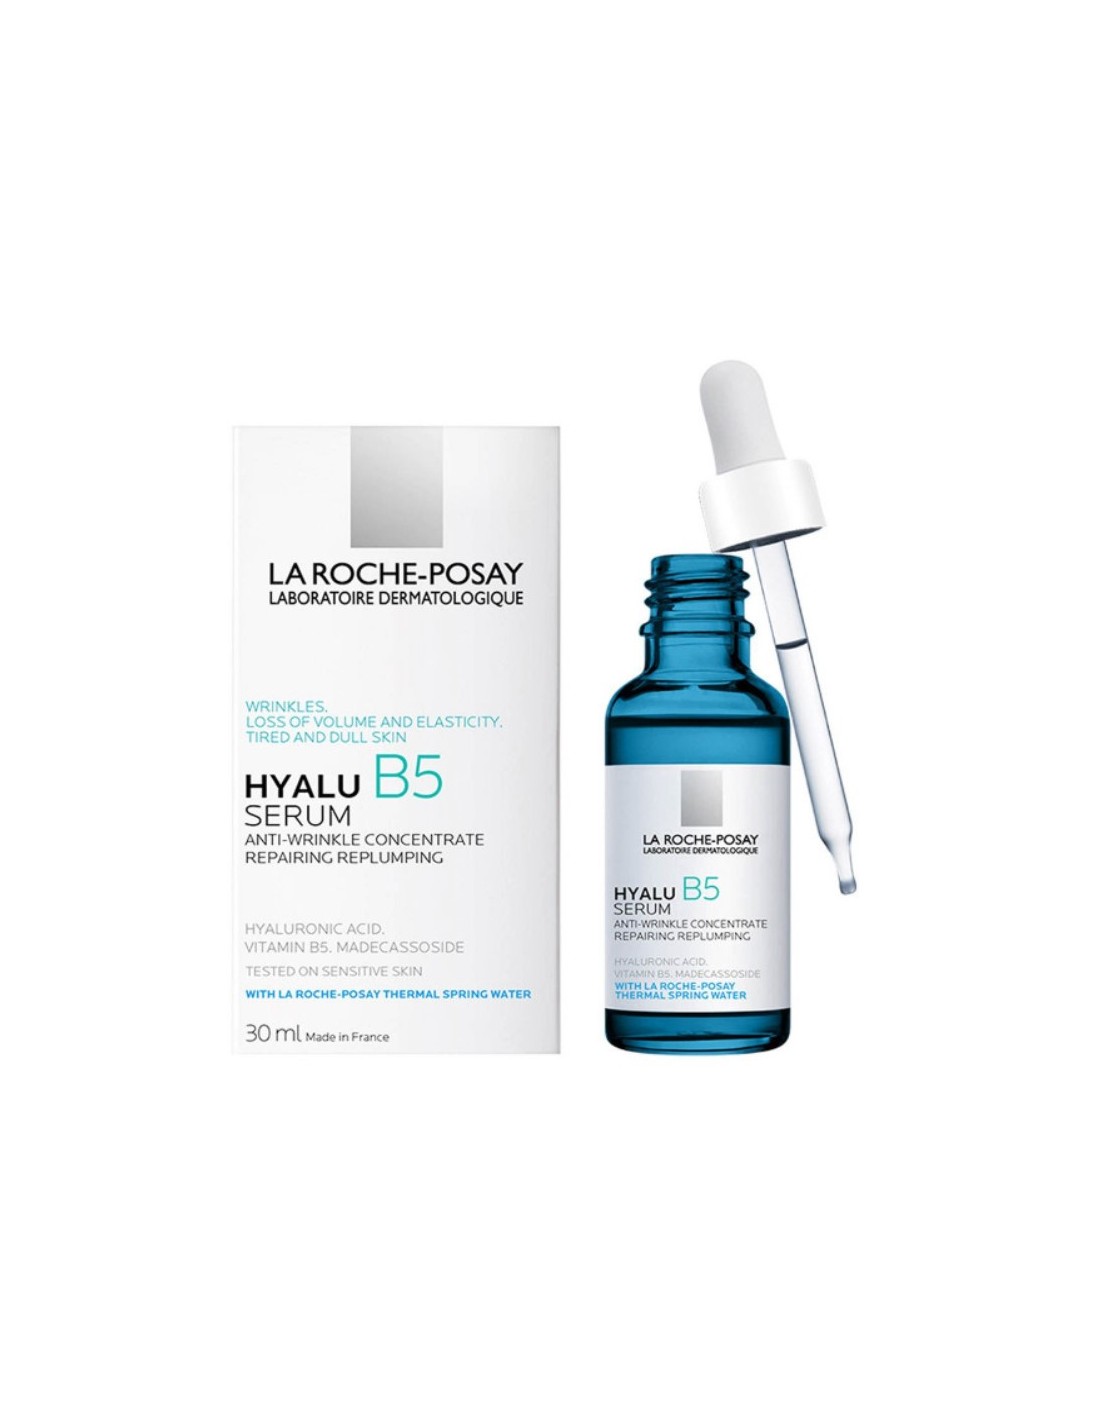 LA ROCHE-POSAY
LABORATOIRE DERMATOLOGIQUE
WRINKLES.
LOSS OF VOLUME AND ELASTICITY.
TIRED AND DULL SKIN
HYALU B5
SERUM
ANTI-WRINKLE CONCENTRATE
REPAIRING REPLUMPING
HYALURONIC ACID.
VITAMIN B5. MADECASSOSIDE
TESTED ON SENSITIVE SKIN
WITH LA ROCHE-POSAY THERMAL SPRING WATER
30 ml Made in France
LA ROCHE-POSAY
LABORATOIRE DERMATOLOGIQUE
HYALU B5
SERUM
ANTI-WRINKLE CONCENTRATE
REPAIRING REPLUMPING
HYALURONIC ACID.
VITAMIN B5. MADECASSOSIDE
WITH LA ROCHE-POSAY
THERMAL SPRING WATER